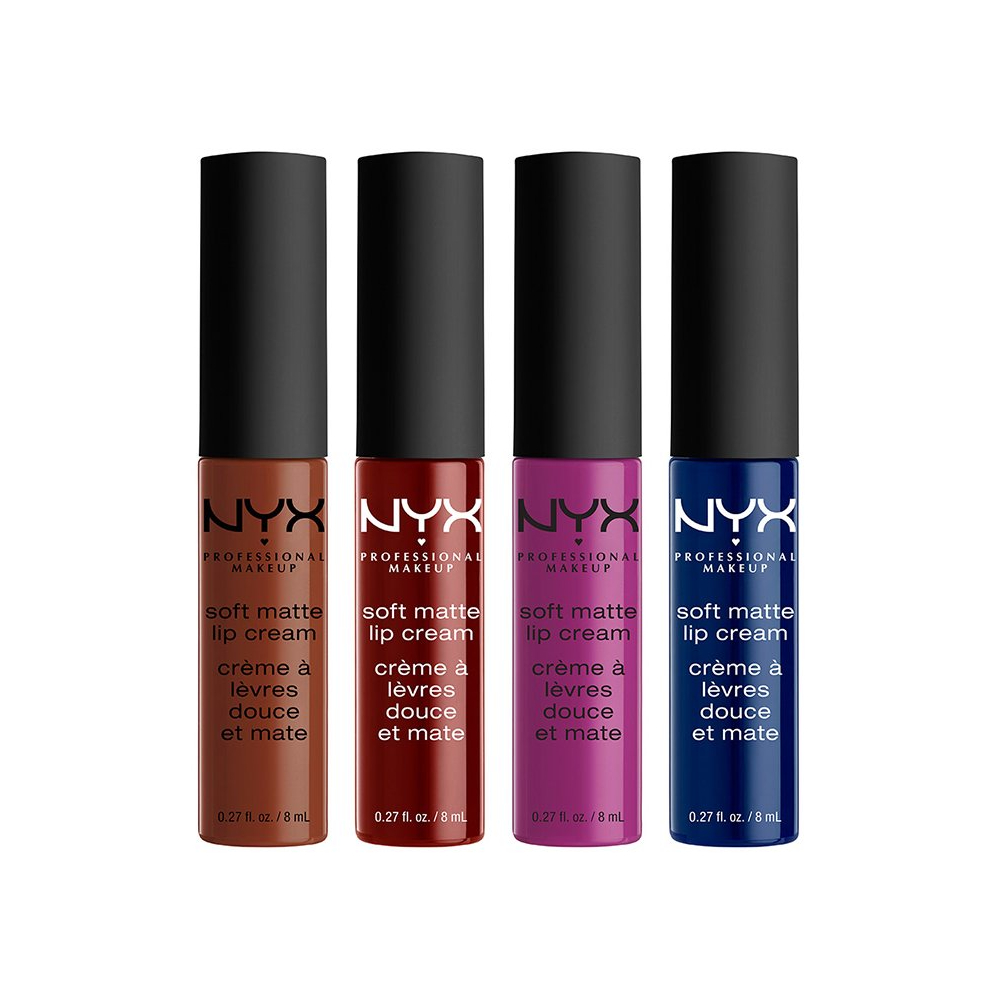 NYX
PROFESSIONAL
MAKEUP
soft matte
lip cream
crème à
lèvres
douce
et mate
0.27 fl. oz. / 8 mL
NYX
PROFESSIONAL
MAKEUP
soft matte
lip cream
crème à
lèvres
douce
et mate
0.27 fl. oz. / 8 mL
NYX
PROFESSIONAL
MAKEUP
soft matte
lip cream
crème à
lèvres
douce
et mate
0.27 fl. oz. / 8 mL
NYX
PROFESSIONAL
MAKEUP
soft matte
lip cream
crème à
lèvres
douce
et mate
0.27 fl. oz. / 8 mL